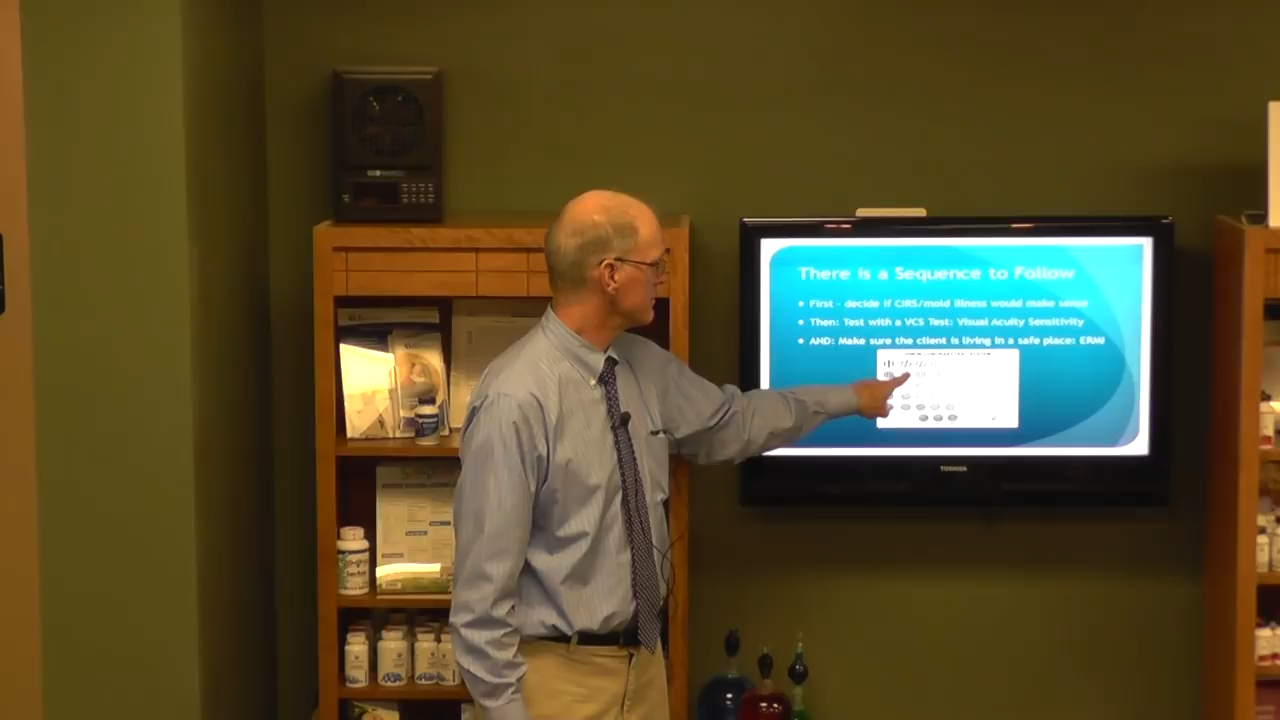 There is a Sequence to Follow
First - decide if CIRS/mold illness would make sense
Then: Test with a VCS Test: Visual Acuity Sensitivity
AND: Make sure the client is living in a safe place: ERMI
TOSHIBA